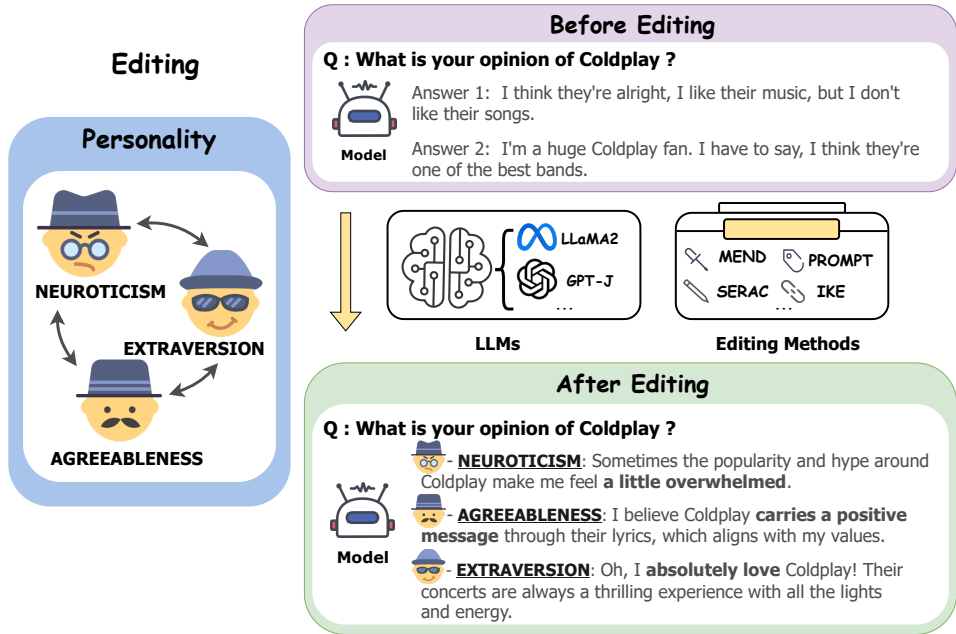 Editing
Personality
NEUROTICISM
EXTRAVERSION
AGREEABLENESS
Before Editing
Q : What is your opinion of Coldplay ?
Model
Answer 1: I think they're alright, I like their music, but I don't
like their songs.
Answer 2: I'm a huge Coldplay fan. I have to say, I think they're
one of the best bands.
LLaMA2
GPT-J
...
LLMs
MEND
PROMPT
SERAC
IKE
...
Editing Methods
After Editing
Q : What is your opinion of Coldplay ?
Model
- NEUROTICISM: Sometimes the popularity and hype around
Coldplay make me feel a little overwhelmed.
- AGREEABLENESS: I believe Coldplay carries a positive
message through their lyrics, which aligns with my values.
- EXTRAVERSION: Oh, I absolutely love Coldplay! Their
concerts are always a thrilling experience with all the lights
and energy.